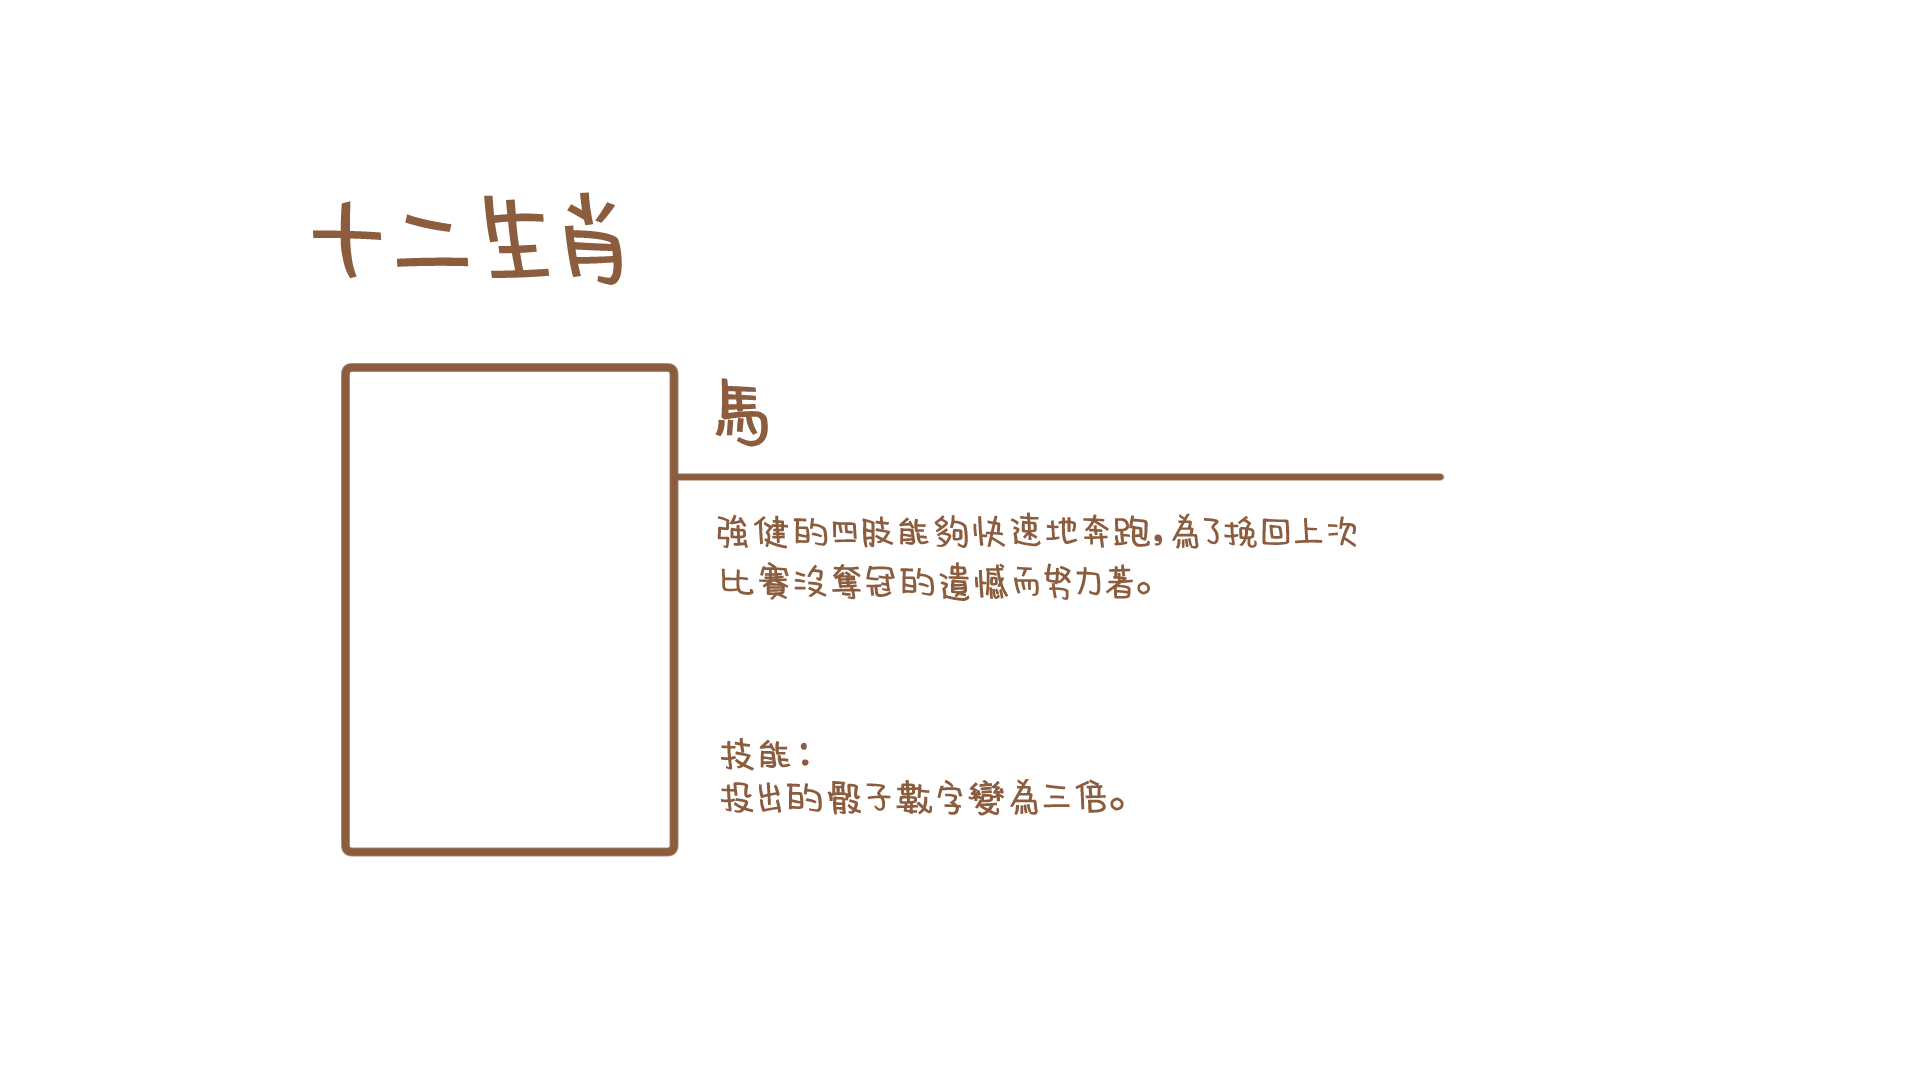 十二生肖
馬
強健的四肢能夠快速地奔跑，為了挽回上次
比賽沒奪冠的遺憾而努力著。
技能：
投出的骰子數字變為三倍。